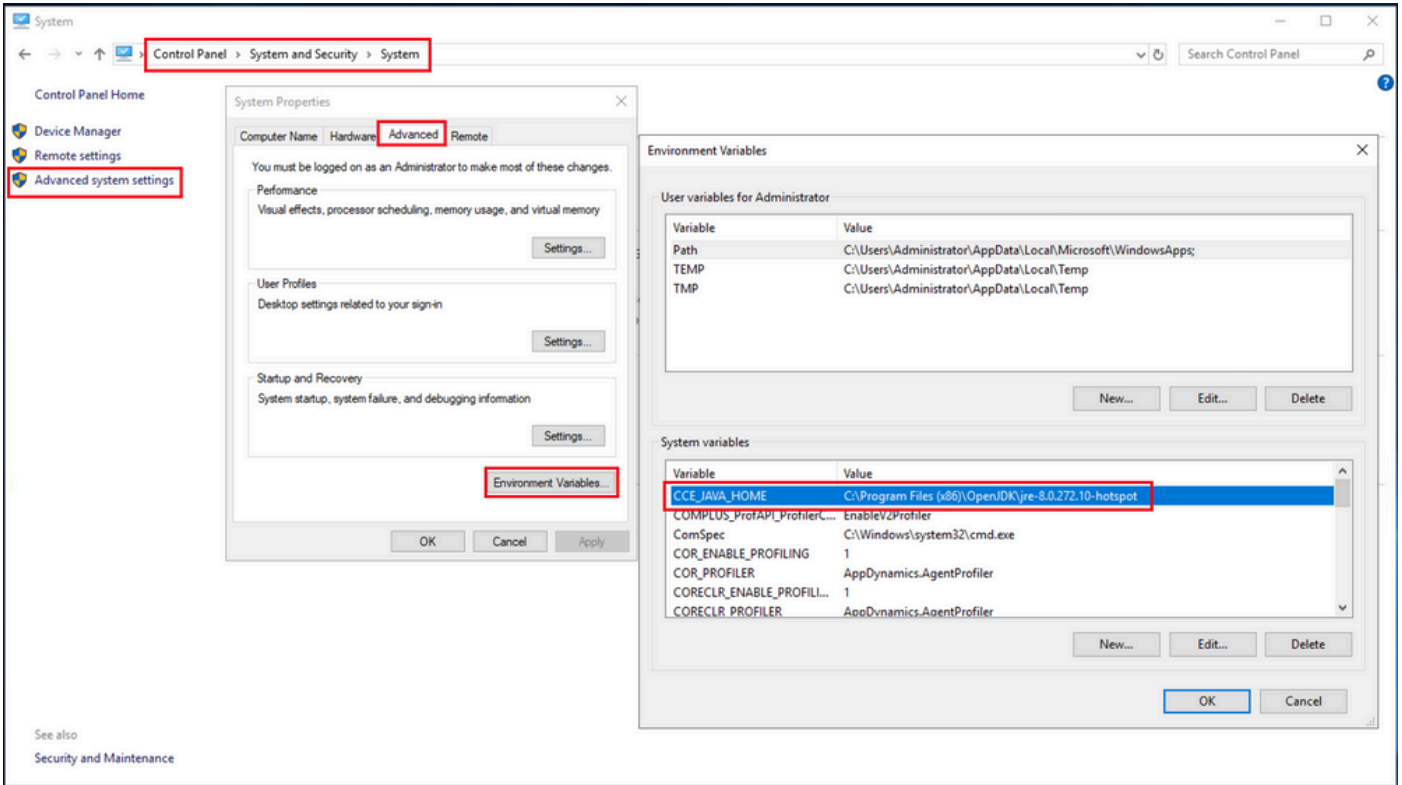 System
Control Panel > System and Security > System
Search Control Panel
Control Panel Home
Device Manager
Remote settings
Advanced system settings
See also
Security and Maintenance
System Properties
Computer Name Hardware Advanced Remote
You must be logged on as an Administrator to make most of these changes.
Performance
Visual effects, processor scheduling, memory usage, and virtual memory
Settings...
User Profiles
Desktop settings related to your sign-in
Settings...
Startup and Recovery
System startup, system failure, and debugging information
Settings...
Environment Variables...
OK Cancel Apply
Environment Variables
User variables for Administrator
Variable Value
Path C:\Users\Administrator\AppData\Local\Microsoft\WindowsApps;
TEMP C:\Users\Administrator\AppData\Local\Temp
TMP C:\Users\Administrator\AppData\Local\Temp
New... Edit... Delete
System variables
Variable Value
CCE_JAVA_HOME C:\Program Files (x86)\OpenJDK\jre-8.0.272.10-hotspot
COMPLUS_ProfAPI_ProfilerC... EnableV2Profiler
ComSpec C:\Windows\system32\cmd.exe
COR_ENABLE_PROFILING 1
COR_PROFILER AppDynamics.AgentProfiler
CORECLR_ENABLE_PROFILI... 1
CORECLR_PROFILER AppDynamics.AgentProfiler
New... Edit... Delete
OK Cancel